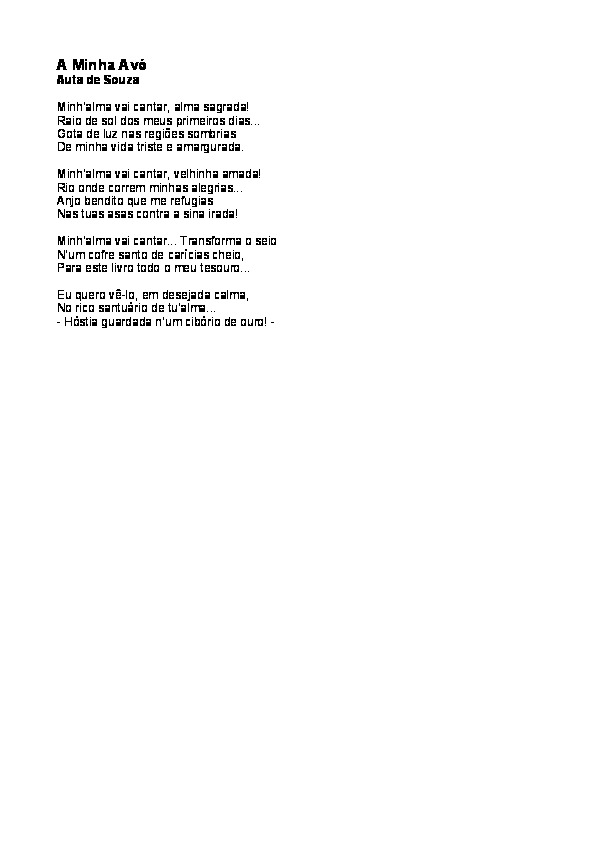 A Minha Avó
Auta de Souza
Minh'alma vai cantar, alma sagrada!
Raio de sol dos meus primeiros dias...
Gota de luz nas regiões sombrias
De minha vida triste e amargurada.
Minh'alma vai cantar, velhinha amada!
Rio onde correm minhas alegrias...
Anjo bendito que me refugias
Nas tuas asas contra a sina irada!
Minh'alma vai cantar... Transforma o seio
N'um cofre santo de carícias cheio,
Para este livro todo o meu tesouro...
Eu quero vê-lo, em desejada calma,
No rico santuário de tu'alma...
- Hóstia guardada n'um cibório de ouro! -